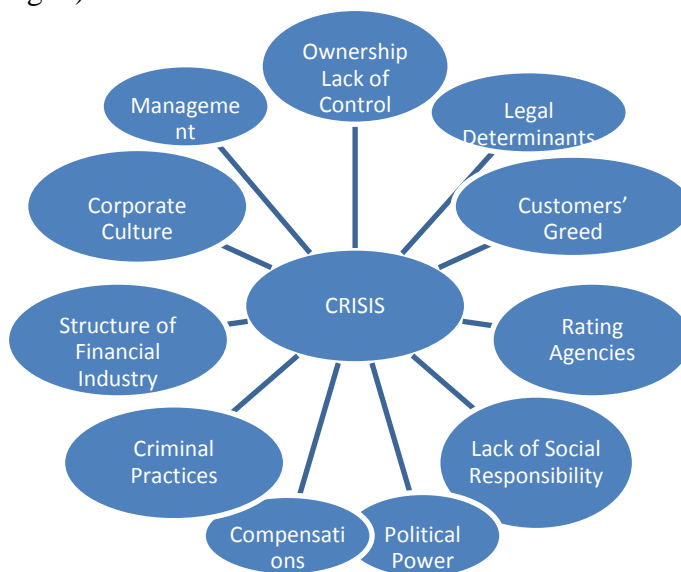 Ownership
Lack of
Control
Manageme
nt
Legal
Determinants
Corporate
Culture
Customers’
Greed
CRISIS
Structure of
Financial
Industry
Rating
Agencies
Criminal
Practices
Lack of Social
Responsibility
Compensati
ons
Political
Power